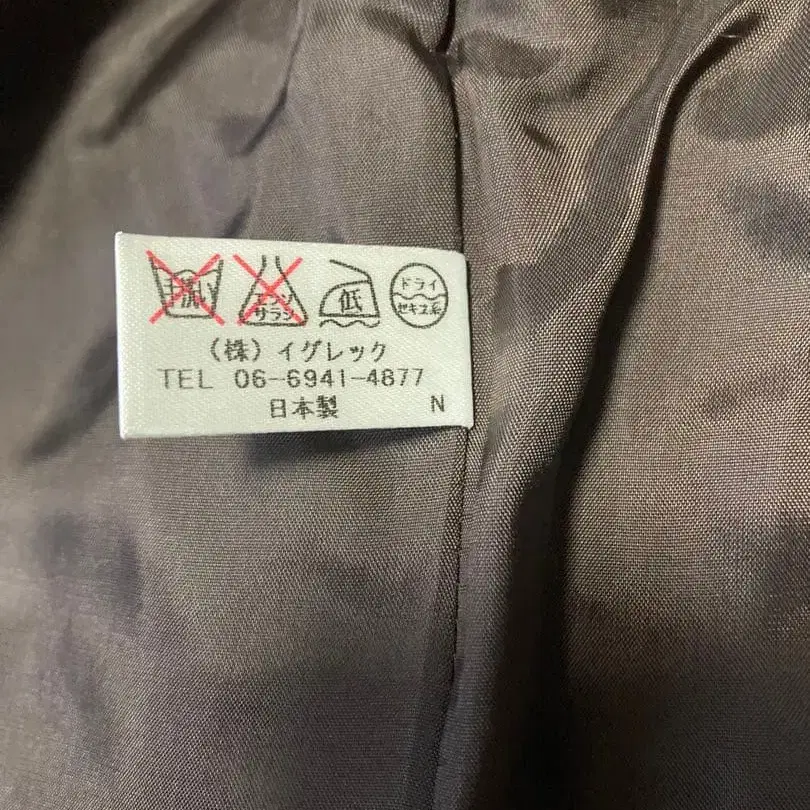 手洗イ
エンソ
サラシ
低
ドライ
セキユ系
(株)イグレック
TEL 06-6941-4877
日本製 N